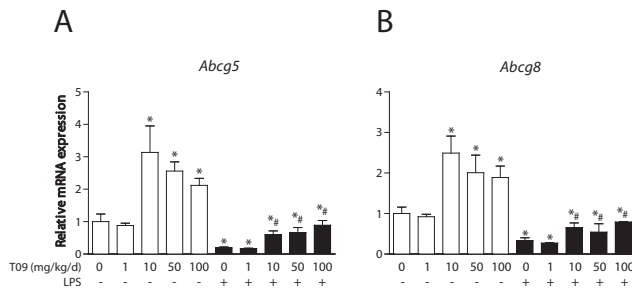 A
B
Abcg5
Abcg8
Relative mRNA expression
5
4
3
2
1
0
4
3
2
1
0
* * * * * *# *# *#
* * * * * *# *# *#
T09 (mg/kg/d) 0 1 10 50 100 0 1 10 50 100 0 1 10 50 100 0 1 10 50 100
LPS - - - - - + + + + + - - - - - + + + + +